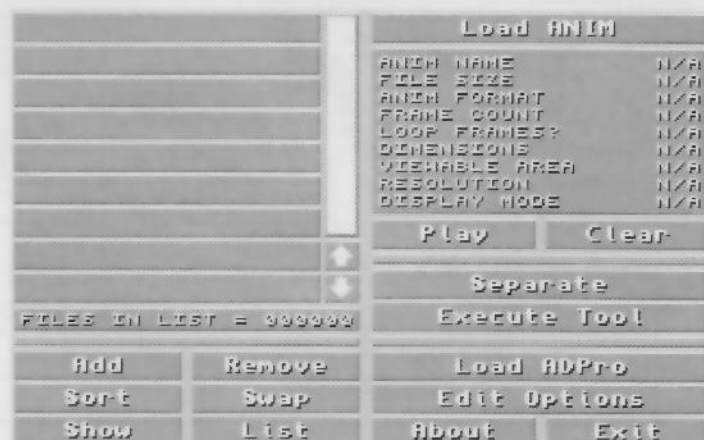 Load ANIM
ANIM NAME N/A
FILE SIZE N/A
ANIM FORMAT N/A
FRAME COUNT N/A
LOOP FRAMES? N/A
DIMENSIONS N/A
VIEWABLE AREA N/A
RESOLUTION N/A
DISPLAY MODE N/A
Play Clear
Separate
FILES IN LIST = 000000
Execute Tool
Add Remove
Load ADPro
Sort Swap
Edit Options
Show List
About Exit